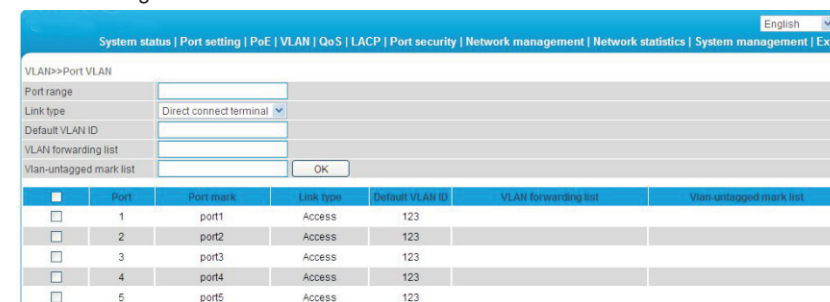 English
System status | Port setting | PoE | VLAN | QoS | LACP | Port security | Network management | Network statistics | System management | Ex
VLAN>>Port VLAN
Port range
Link type Direct connect terminal
Default VLAN ID
VLAN forwarding list
Vlan-untagged mark list OK
Port Port mark Link type Default VLAN ID VLAN forwarding list Vlan-untagged mark list
1 port1 Access 123
2 port2 Access 123
3 port3 Access 123
4 port4 Access 123
5 port5 Access 123